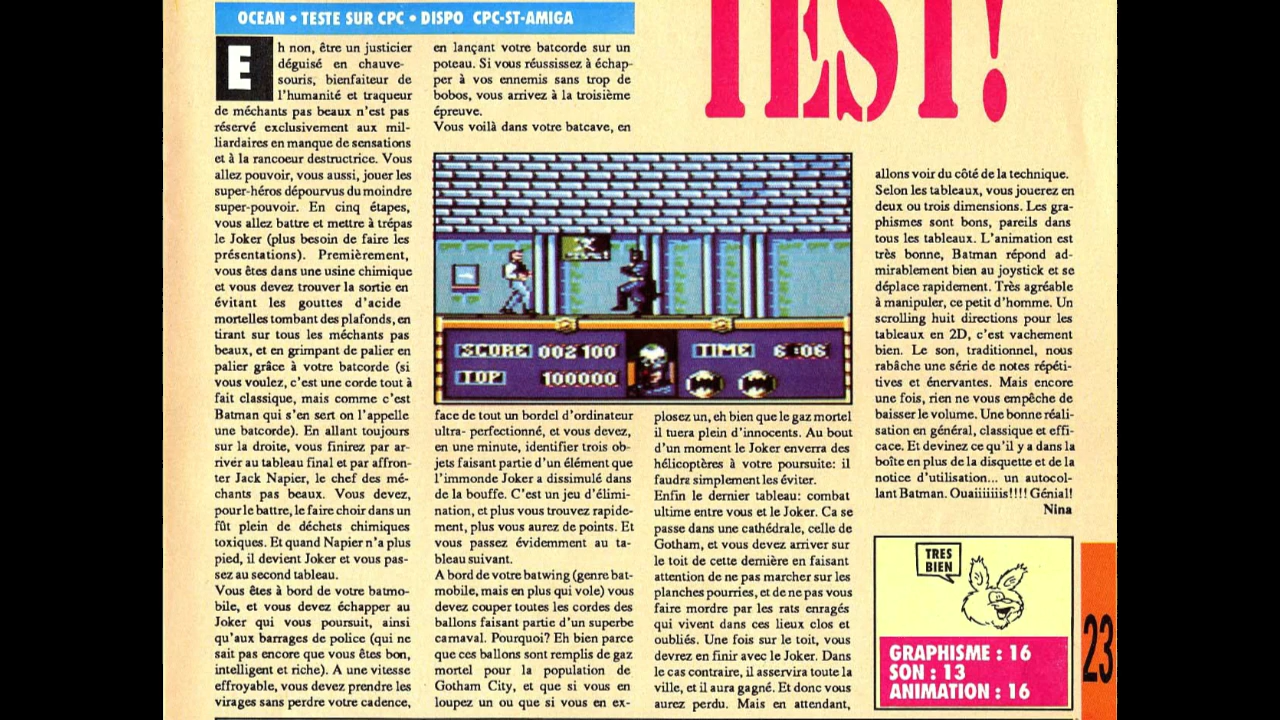 OCEAN • TESTE SUR CPC • DISPO CPC-ST-AMIGA
TEST!
Eh non, être un justicier
déguisé en chauve-
souris, bienfaiteur de
l'humanité et traqueur
de méchants pas beaux n'est pas
réservé exclusivement aux mil-
liardaires en manque de sensations
et à la rancoeur destructrice. Vous
allez pouvoir, vous aussi, jouer les
super-héros dépourvus du moindre
super-pouvoir. En cinq étapes,
vous allez battre et mettre à trépas
le Joker (plus besoin de faire les
présentations). Premièrement,
vous êtes dans une usine chimique
et vous devez trouver la sortie en
évitant les gouttes d'acide
mortelles tombant des plafonds, en
tirant sur tous les méchants pas
beaux, et en grimpant de palier en
palier grâce à votre batcorde (si
vous voulez, c'est une corde tout à
fait classique, mais comme c'est
Batman qui s'en sert on l'appelle
une batcorde). En allant toujours
sur la droite, vous finirez par ar-
river au tableau final et par affron-
ter Jack Napier, le chef des mé-
chants pas beaux. Vous devez,
pour le battre, le faire choir dans un
fût plein de déchets chimiques
toxiques. Et quand Napier n'a plus
pied, il devient Joker et vous pas-
sez au second tableau.
Vous êtes à bord de votre batmo-
bile, et vous devez échapper au
Joker qui vous poursuit, ainsi
qu'aux barrages de police (qui ne
sait pas encore que vous êtes bon,
intelligent et riche). A une vitesse
effroyable, vous devez prendre les
virages sans perdre votre cadence,
en lançant votre batcorde sur un
poteau. Si vous réussissez à échap-
per à vos ennemis sans trop de
bobos, vous arrivez à la troisième
épreuve.
Vous voilà dans votre batcave, en
SCORE 002100 TIME 6:06
TOP 100000
face de tout un bordel d'ordinateur
ultra- perfectionné, et vous devez,
en une minute, identifier trois ob-
jets faisant partie d'un élément que
l'immonde Joker a dissimulé dans
de la bouffe. C'est un jeu d'élimi-
nation, et plus vous trouvez rapide-
ment, plus vous aurez de points. Et
vous passez évidemment au ta-
bleau suivant.
A bord de votre batwing (genre bat-
mobile, mais en plus qui vole) vous
devez couper toutes les cordes des
ballons faisant partie d'un superbe
carnaval. Pourquoi? Eh bien parce
que ces ballons sont remplis de gaz
mortel pour la population de
Gotham City, et que si vous en
loupez un ou que si vous en ex-
plosez un, eh bien que le gaz mortel
il tuera plein d'innocents. Au bout
d'un moment le Joker enverra des
hélicoptères à votre poursuite: il
faudra simplement les éviter.
Enfin le dernier tableau: combat
ultime entre vous et le Joker. Ca se
passe dans une cathédrale, celle de
Gotham, et vous devez arriver sur
le toit de cette dernière en faisant
attention de ne pas marcher sur les
planches pourries, et de ne pas vous
faire mordre par les rats enragés
qui vivent dans ces lieux clos et
oubliés. Une fois sur le toit, vous
devrez en finir avec le Joker. Dans
le cas contraire, il asservira toute la
ville, et il aura gagné. Et donc vous
aurez perdu. Mais en attendant,
allons voir du côté de la technique.
Selon les tableaux, vous jouerez en
deux ou trois dimensions. Les gra-
phismes sont bons, pareils dans
tous les tableaux. L'animation est
très bonne, Batman répond ad-
mirablement bien au joystick et se
déplace rapidement. Très agréable
à manipuler, ce petit d'homme. Un
scrolling huit directions pour les
tableaux en 2D, c'est vachement
bien. Le son, traditionnel, nous
rabâche une série de notes répéti-
tives et énervantes. Mais encore
une fois, rien ne vous empêche de
baisser le volume. Une bonne réali-
sation en général, classique et effi-
cace. Et devinez ce qu'il y a dans la
boîte en plus de la disquette et de la
notice d'utilisation... un autocol-
lant Batman. Ouaiiiiiiis!!!! Génial!
Nina
TRES
BIEN
GRAPHISME : 16
SON : 13
ANIMATION : 16
23